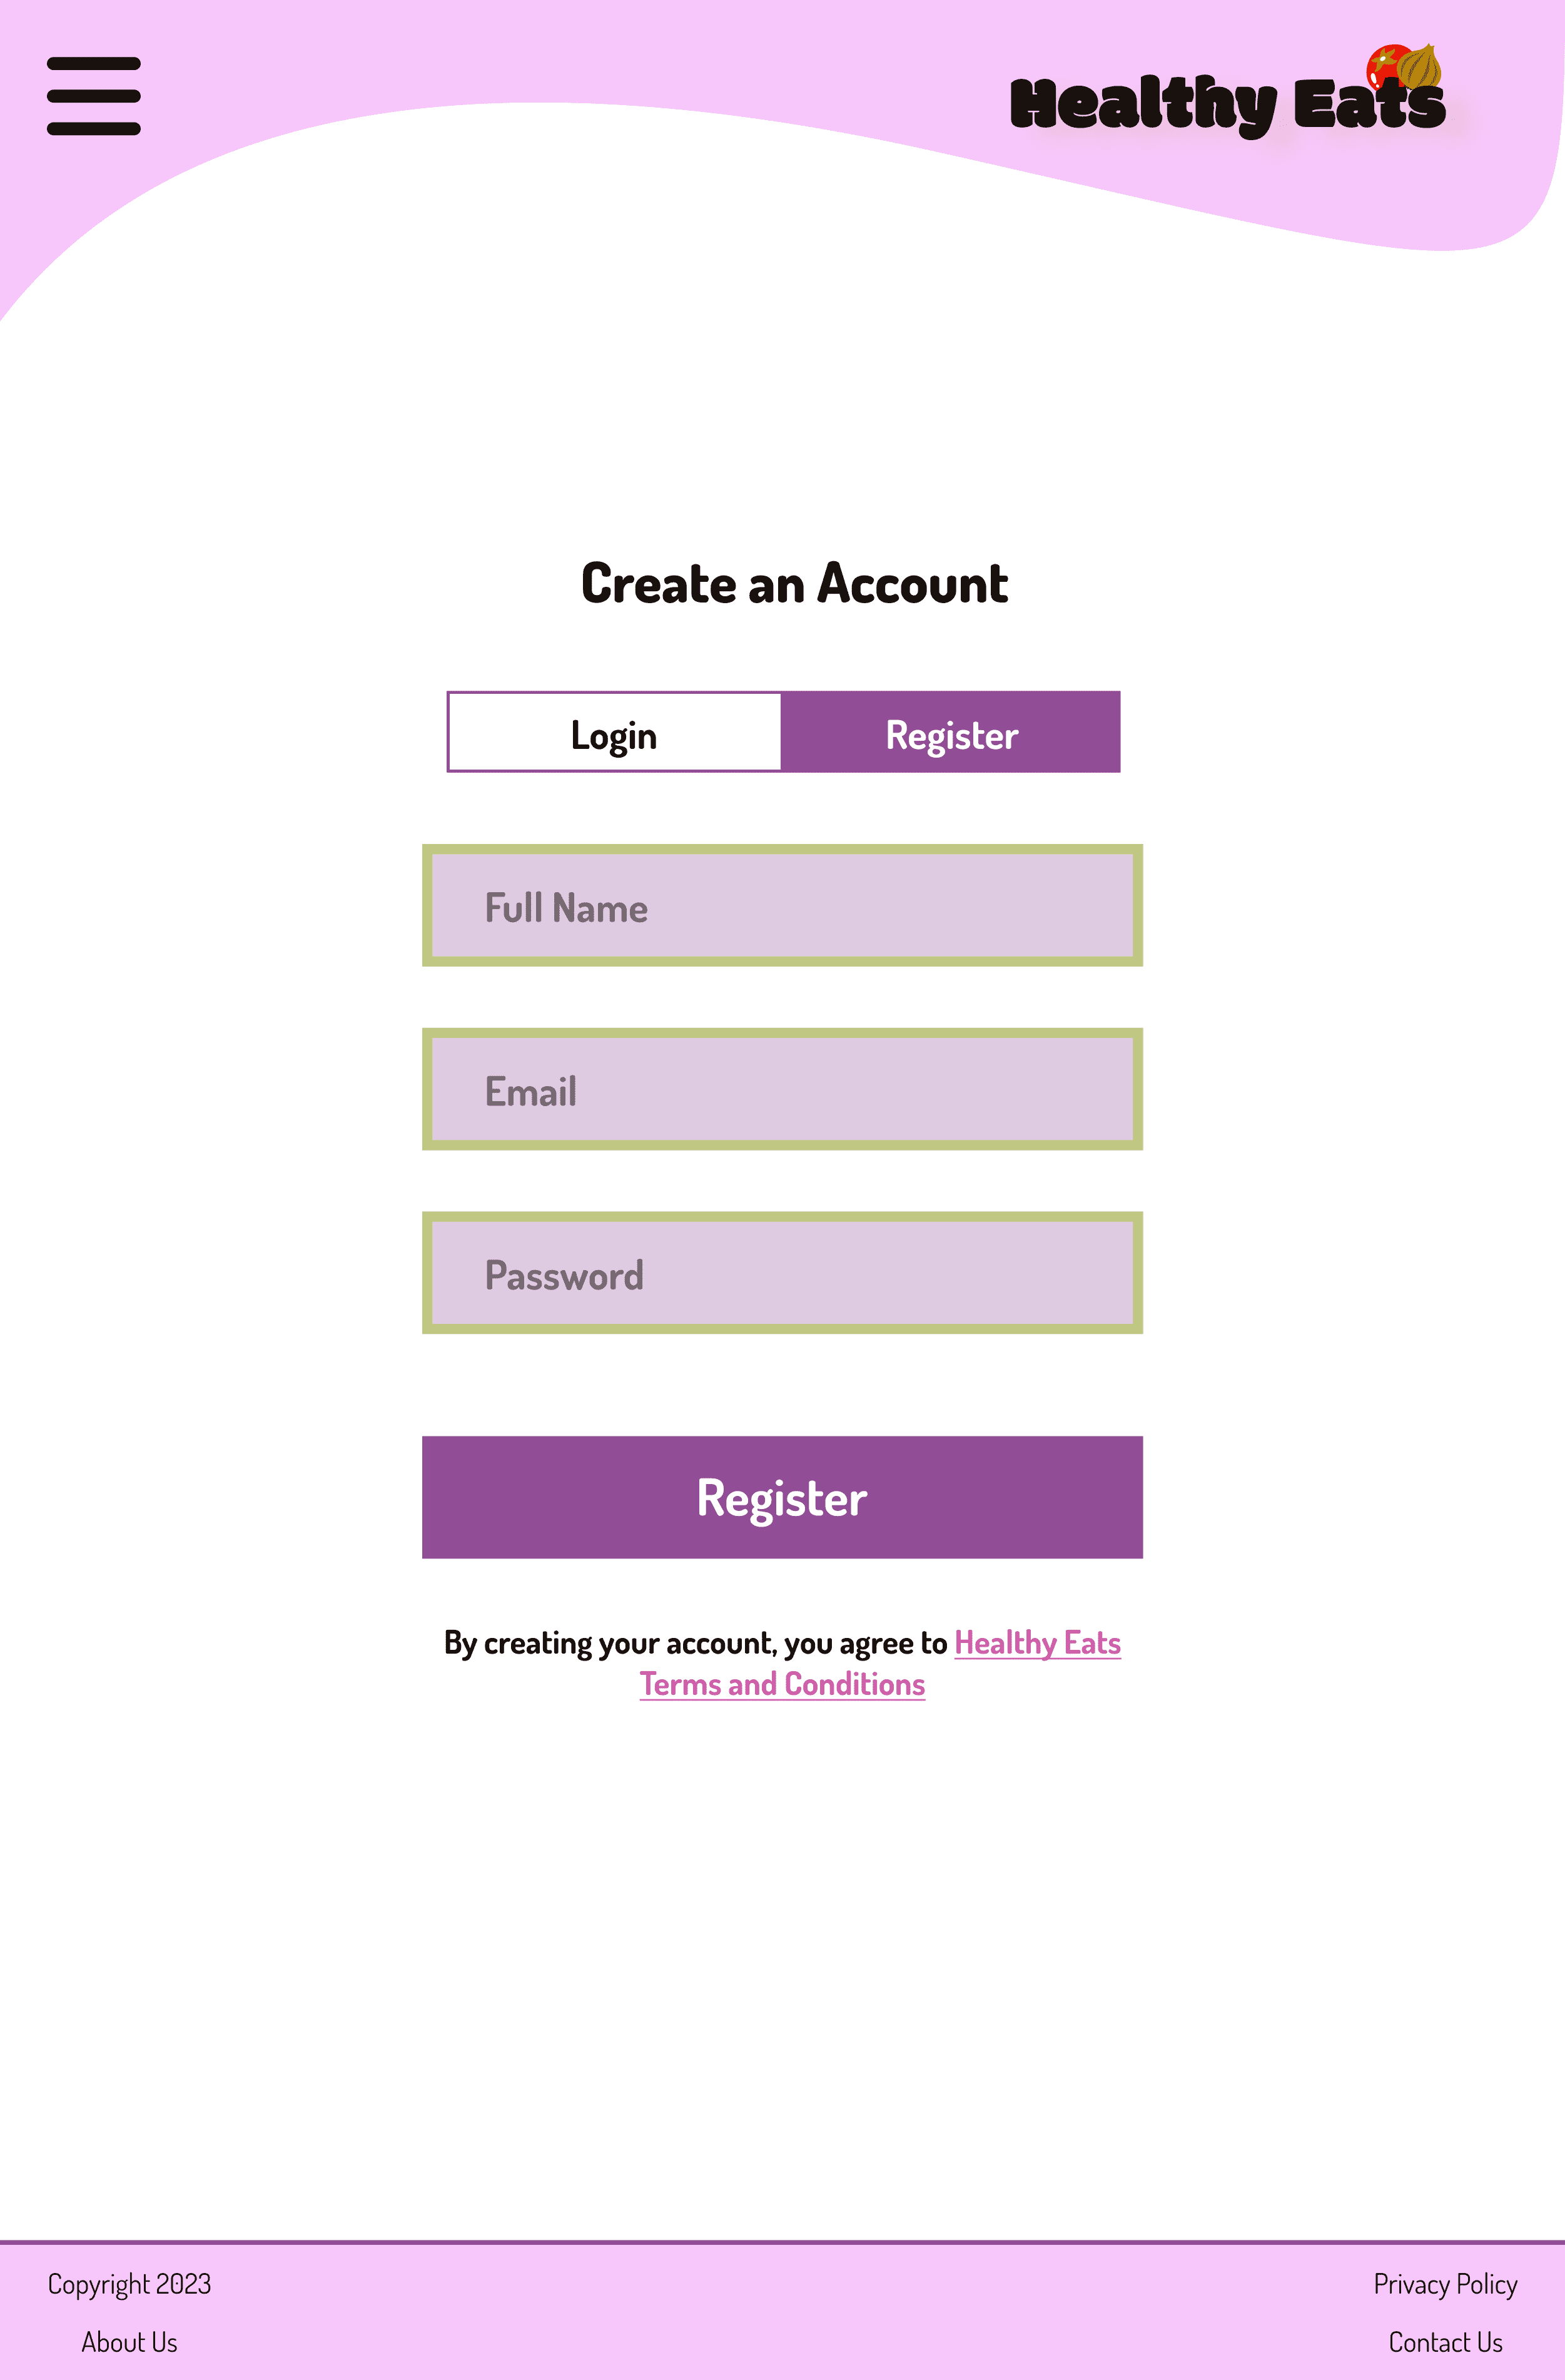 Healthy Eats
Create an Account
Login
Register
Full Name
Email
Password
Register
By creating your account, you agree to Healthy Eats
Terms and Conditions
Copyright 2023
Privacy Policy
About Us
Contact Us